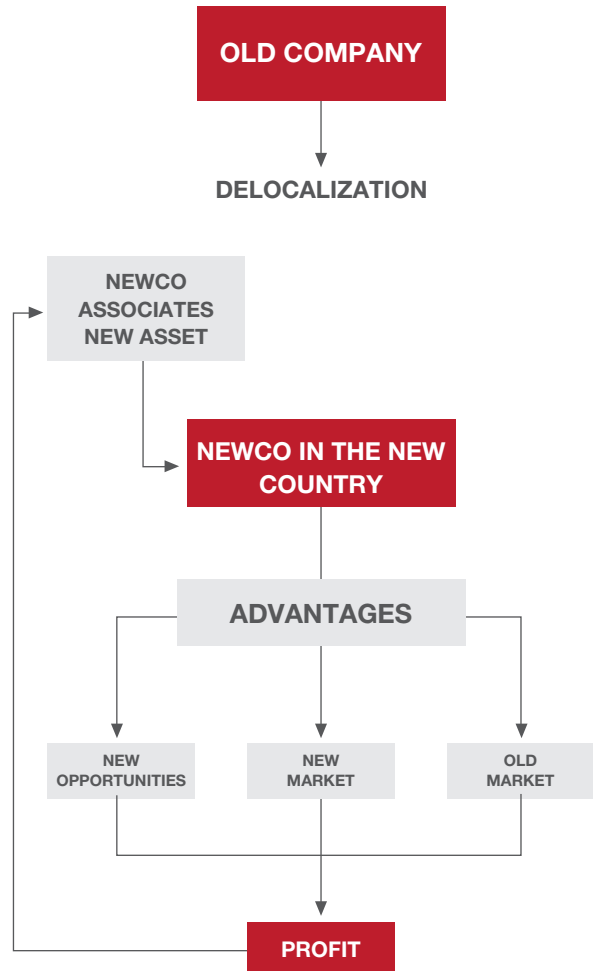 OLD COMPANY
DELOCALIZATION
NEWCO
ASSOCIATES
NEW ASSET
NEWCO IN THE NEW
COUNTRY
ADVANTAGES
NEW
OPPORTUNITIES
NEW
MARKET
OLD
MARKET
PROFIT